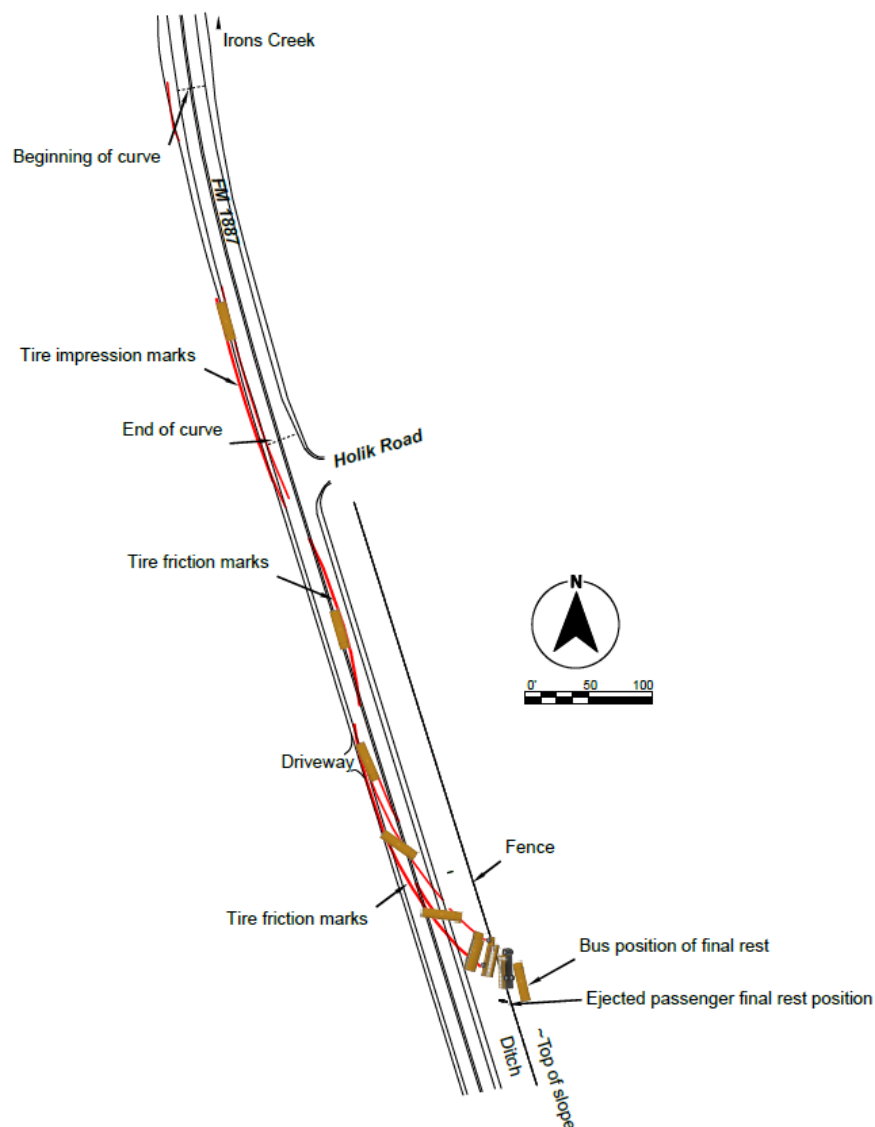 Irons Creek
Beginning of curve
FM 1887
Tire impression marks
End of curve
Holik Road
Tire friction marks
N
0' 50 100
Driveway
Fence
Tire friction marks
Bus position of final rest
Ejected passenger final rest position
Ditch
~Top of slope